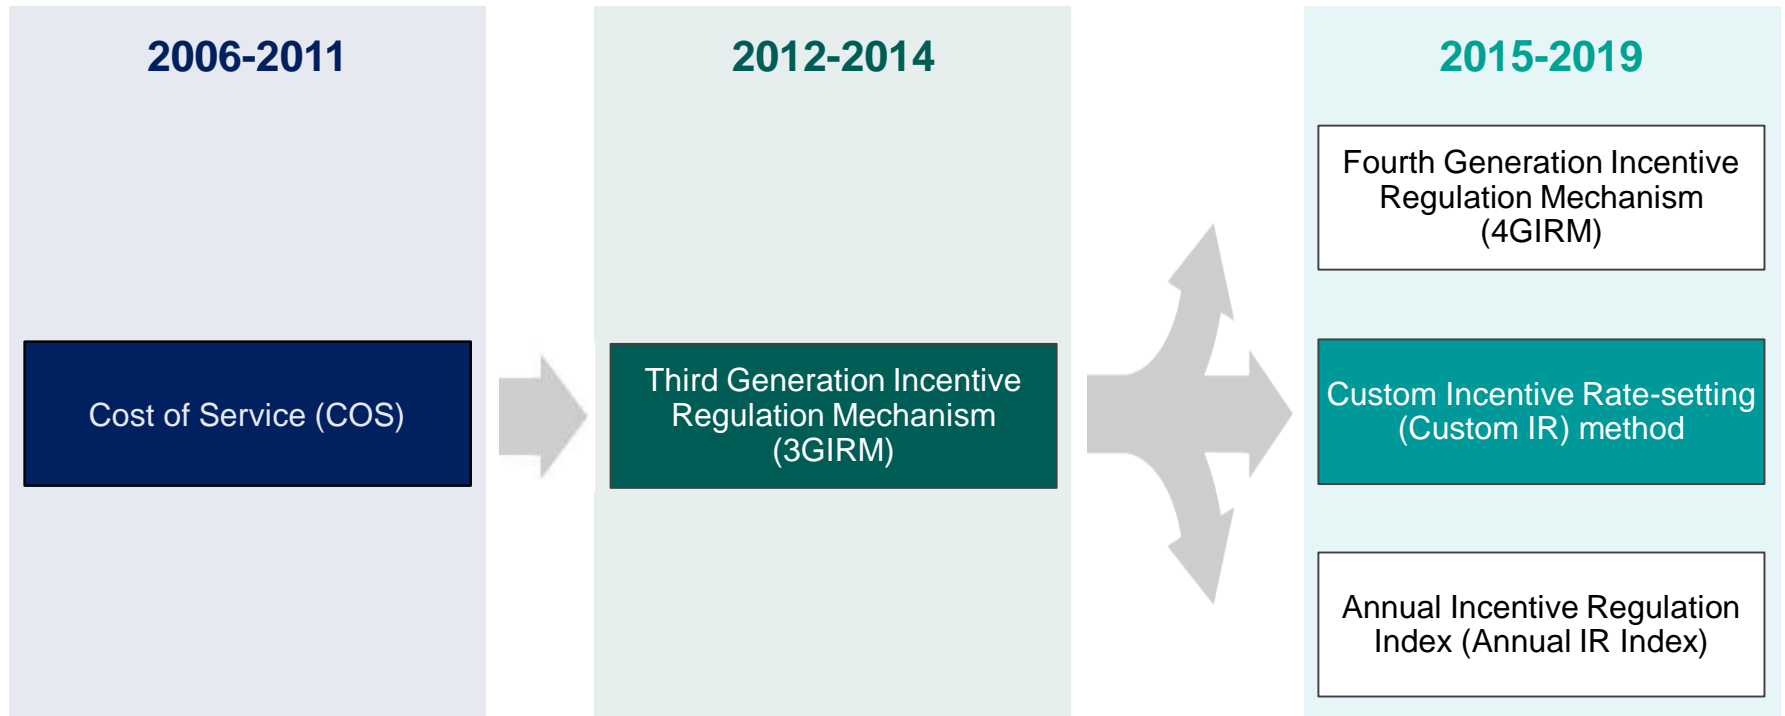 2006-2011
Cost of Service (COS)
2012-2014
Third Generation Incentive
Regulation Mechanism
(3GIRM)
2015-2019
Fourth Generation Incentive
Regulation Mechanism
(4GIRM)
Custom Incentive Rate-setting
(Custom IR) method
Annual Incentive Regulation
Index (Annual IR Index)